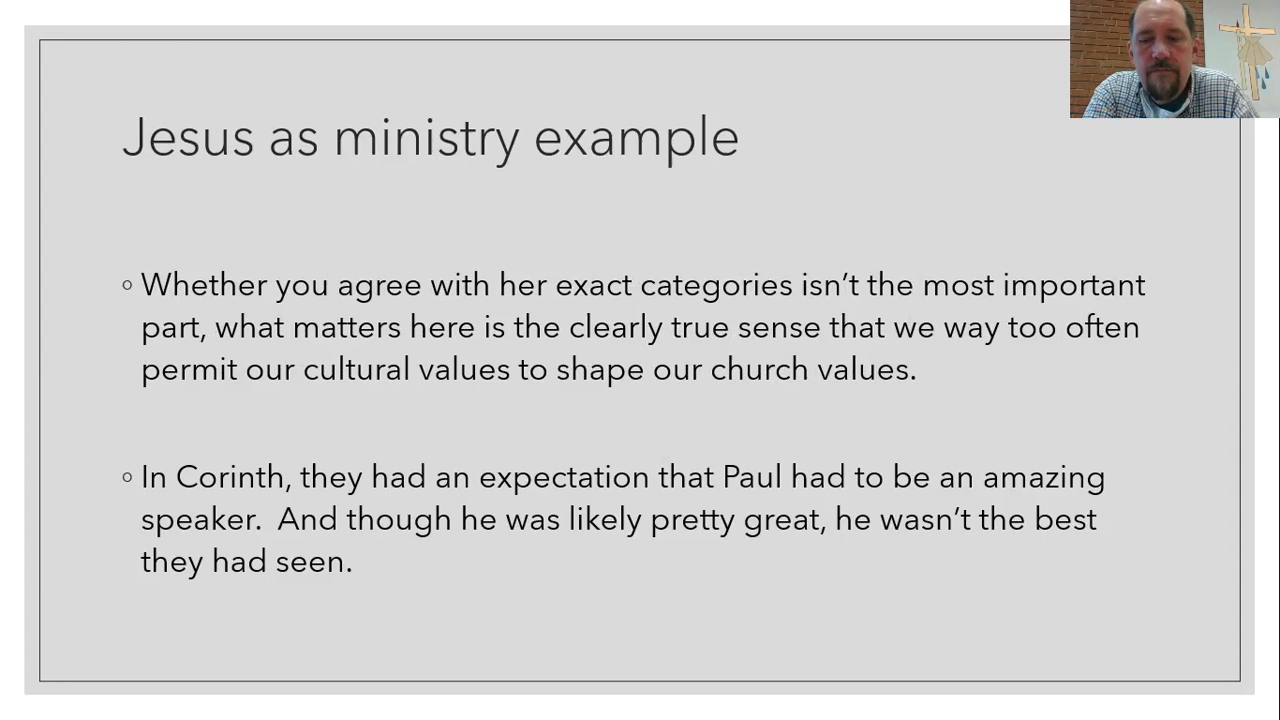 Jesus as ministry example
◦ Whether you agree with her exact categories isn’t the most important
part, what matters here is the clearly true sense that we way too often
permit our cultural values to shape our church values.
◦ In Corinth, they had an expectation that Paul had to be an amazing
speaker.  And though he was likely pretty great, he wasn’t the best
they had seen.